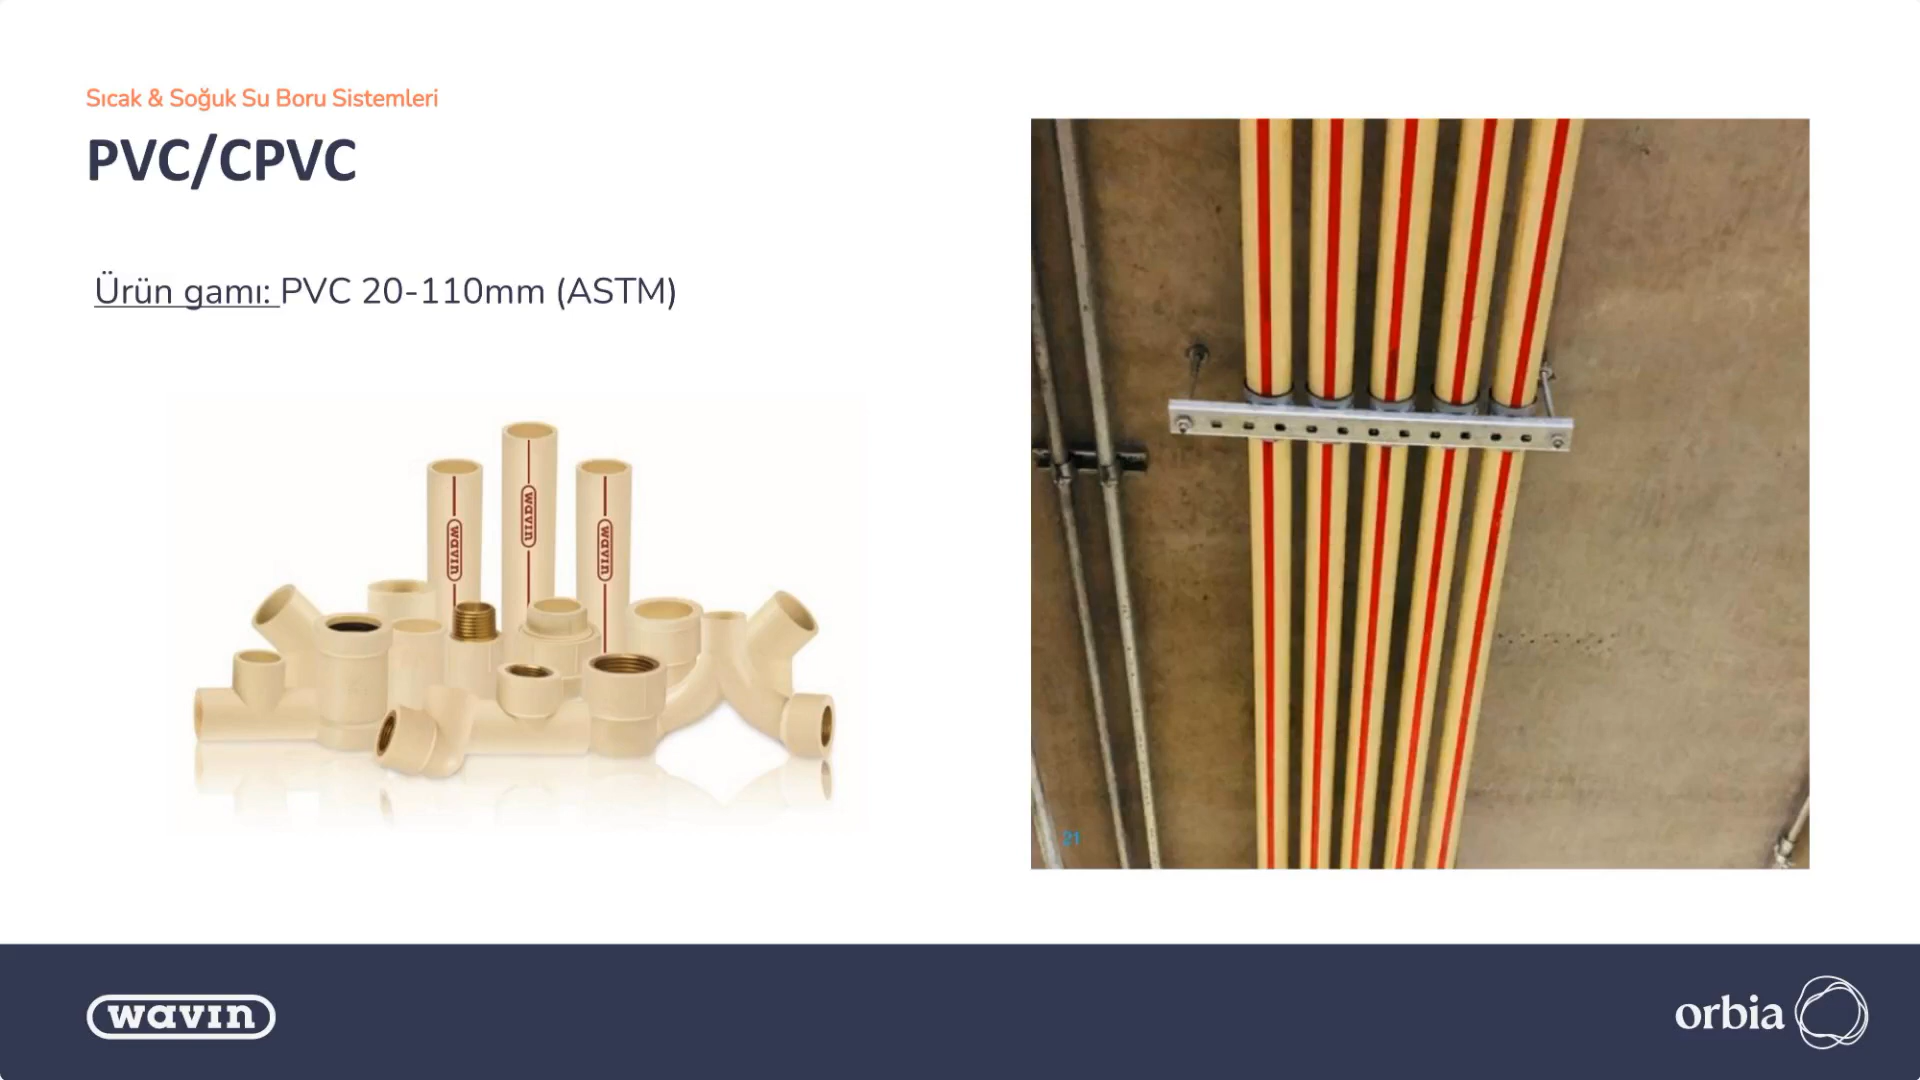 Sıcak & Soğuk Su Boru Sistemleri
PVC/CPVC
Ürün gamı: PVC 20-110mm (ASTM)
wavin
wavin
wavin
21
wavin
orbia